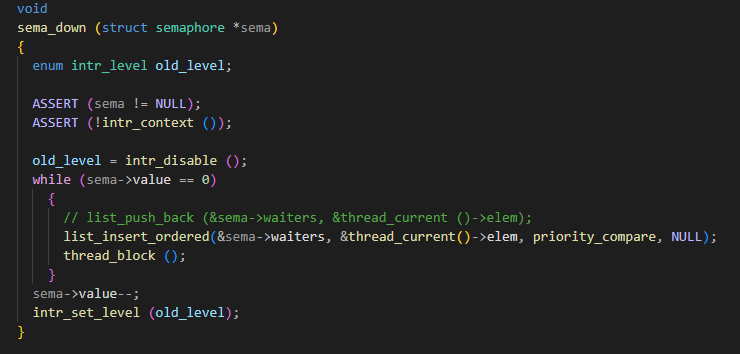 void
sema_down (struct semaphore *sema)
{
  enum intr_level old_level;

  ASSERT (sema != NULL);
  ASSERT (!intr_context ());

  old_level = intr_disable ();
  while (sema->value == 0)
    {
      // list_push_back (&sema->waiters, &thread_current ()->elem);
      list_insert_ordered(&sema->waiters, &thread_current()->elem, priority_compare, NULL);
      thread_block ();
    }
  sema->value--;
  intr_set_level (old_level);
}